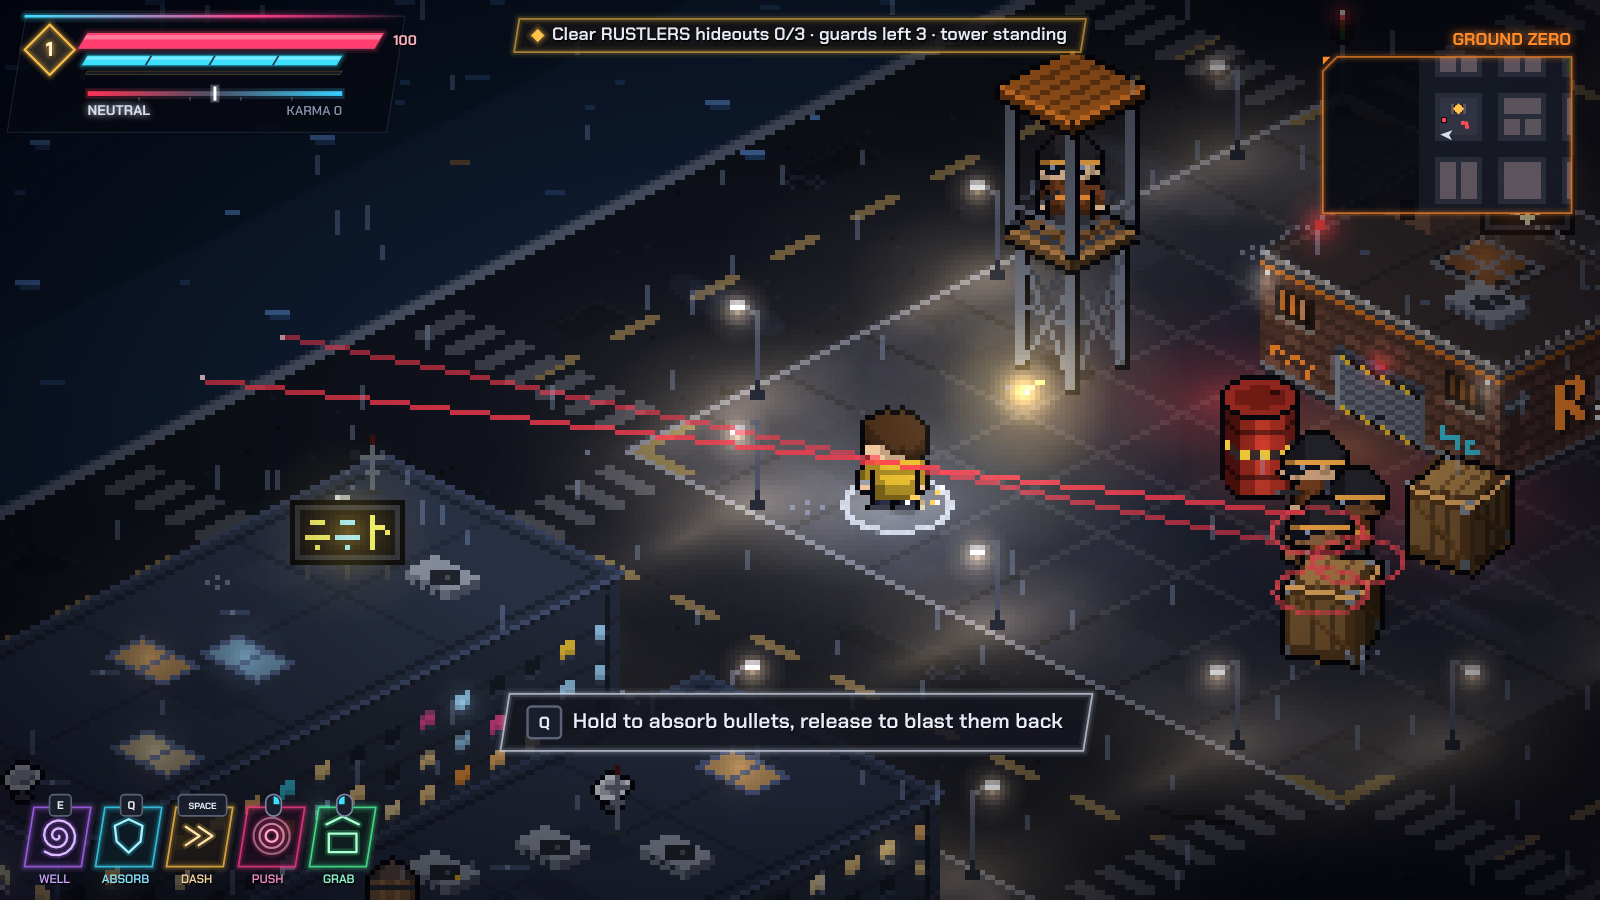 1
100
NEUTRAL
KARMA 0
Clear RUSTLERS hideouts 0/3 · guards left 3 · tower standing
GROUND ZERO
R
Q Hold to absorb bullets, release to blast them back
E
Q
SPACE
WELL
ABSORB
DASH
PUSH
GRAB